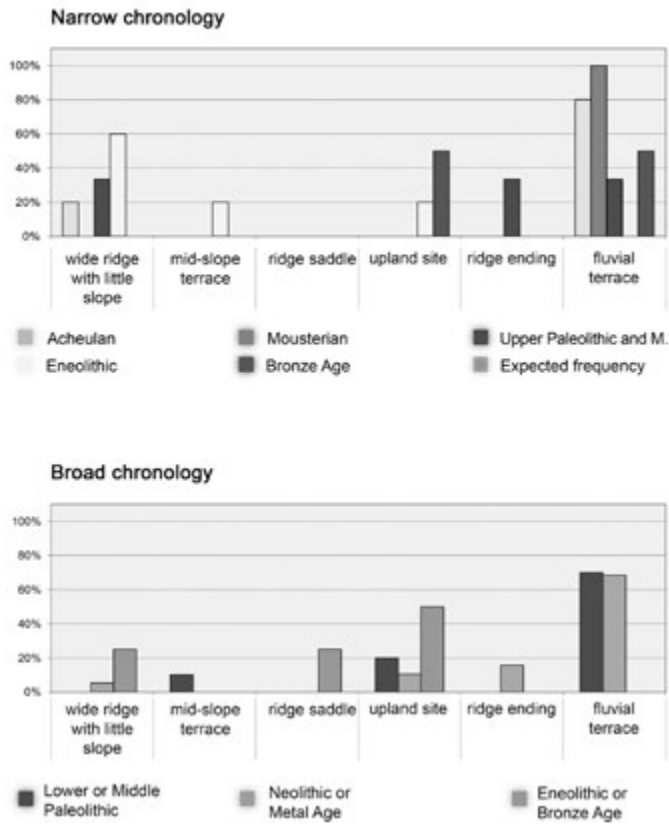 Narrow chronology
100%
80%
60%
40%
20%
0%
wide ridge with little slope
mid-slope terrace
ridge saddle
upland site
ridge ending
fluvial terrace
Acheulan
Mousterian
Upper Paleolithic and M.
Eneolithic
Bronze Age
Expected frequency
Broad chronology
100%
80%
60%
40%
20%
0%
wide ridge with little slope
mid-slope terrace
ridge saddle
upland site
ridge ending
fluvial terrace
Lower or Middle Paleolithic
Neolithic or Metal Age
Eneolithic or Bronze Age